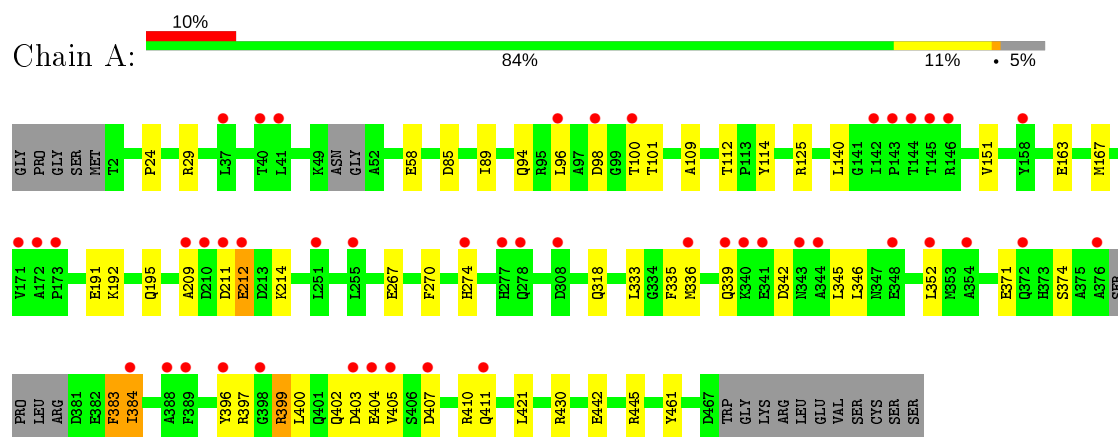 10%
Chain A:
84% 11% • 5%
GLY PRO GLY SER MET T2 P24 R29 L37 T40 L41 K49 ASN GLY A52 E58 D85 I89 Q94 R95 L96 A97 D98 G99 T100 T101 A109 T112 P113 Y114 R125 L140 G141 I142 P143 T144 T145 R146 V151 Y158 E163 M167
V171 A172 P173 E191 K192 Q195 A209 D210 D211 E212 D213 K214 L251 L255 E267 F270 H274 H277 Q278 D308 Q318 L333 G334 F335 M336 Q339 K340 E341 D342 N343 A344 L345 L346 N347 E348 L352 M353 A354 E371 Q372 H373 S374 A375 A376 SER
PRO LEU ARG D381 E382 F383 I384 A388 F389 Y396 R397 G398 R399 L400 Q401 Q402 D403 E404 V405 S406 D407 R410 Q411 L421 R430 E442 R445 Y461 D467 TRP GLY LYS ARG LEU GLU VAL SER CYS SER SER